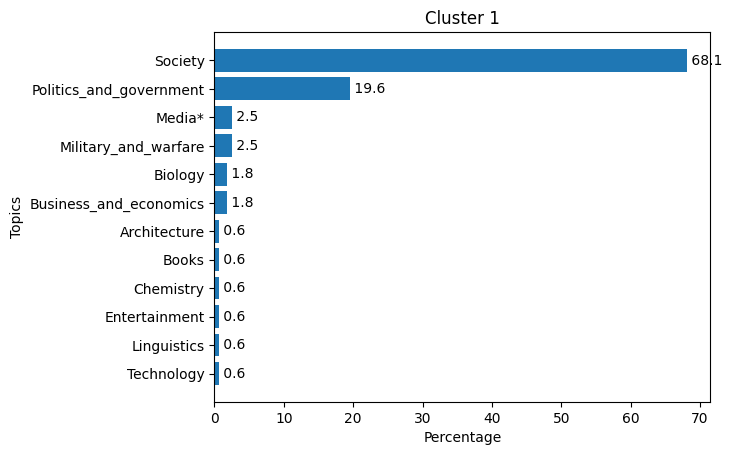 Cluster 1
Topics
Society 68.1
Politics_and_government 19.6
Media* 2.5
Military_and_warfare 2.5
Biology 1.8
Business_and_economics 1.8
Architecture 0.6
Books 0.6
Chemistry 0.6
Entertainment 0.6
Linguistics 0.6
Technology 0.6
0 10 20 30 40 50 60 70
Percentage